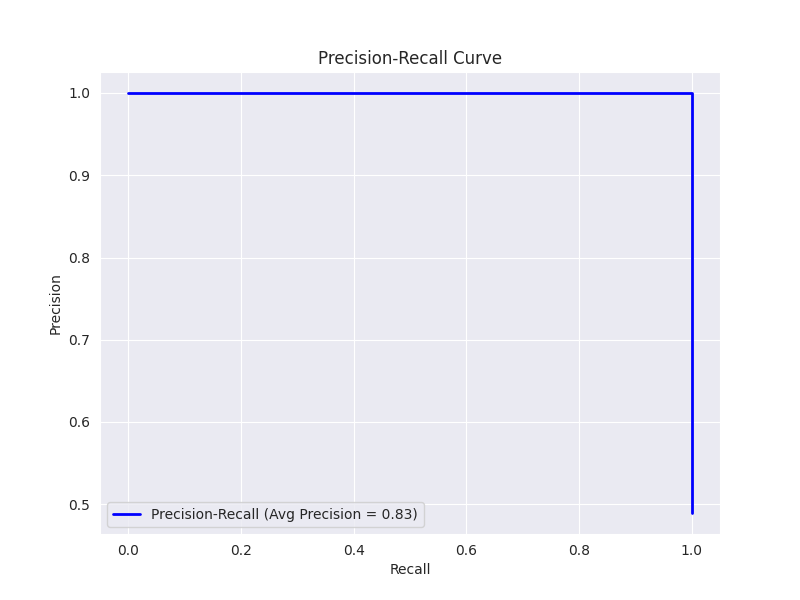 Precision-Recall Curve
1.0
0.9
0.8
0.7
0.6
0.5
Precision
Precision-Recall (Avg Precision = 0.83)
0.0 0.2 0.4 0.6 0.8 1.0
Recall